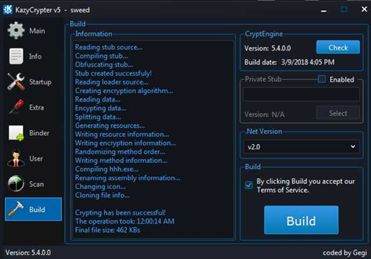 KazyCrypter v5 - sweed
Main
Info
Startup
Extra
Binder
User
Scan
Build
Build
Information
Reading stub source...
Compiling stub...
Obfuscating stub...
Stub created successfully!
Reading loader source...
Creating encryption algorithm...
Reading data...
Encypting data...
Splitting data...
Generating resources...
Writing resource information...
Writing encryption information...
Randomizing method order...
Writing method information...
Compiling hhh.exe...
Renaming assembly information...
Changing icon...
Cloning file info...
Crypting has been successful!
The operation took: 12:00:14 AM
Final file size: 462 KBs
CryptEngine
Version: 5.4.0.0
Check
Build date: 3/9/2018 4:05 PM
Private Stub
Enabled
Version: N/A
Select
.Net Version
v2.0
Build
By clicking Build you accept our
Terms of Service.
Build
Version: 5.4.0.0
coded by Gegi